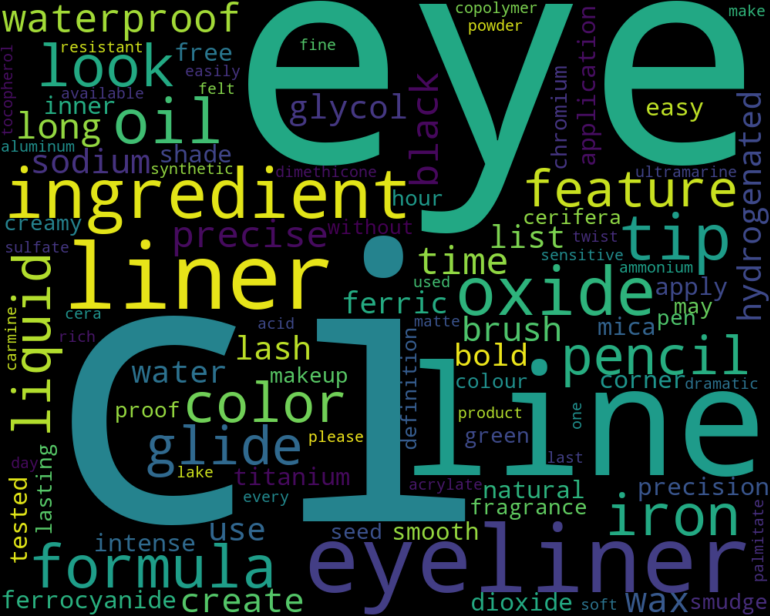 waterproof eye copolymer make
powder
resistant look free fine
easily
tocopherol available felt glycol black chromium application easy
inner
long oil
aluminum sodium shade hydrogenated
synthetic dimethicone ultramarine
ingredient hour feature
creamy precise without cerifera
sulfate list twist tip
liner time sensitive ammonium
used oxide apply
cera ferric may
liquid carmine rich acid matte brush mica pen
ci lash definition bold pencil
water makeup colour corner dramatic
proof color product one line
glide please green
day lake titanium last
tested lasting every acrylate natural precision
fragrance palmitate
intense use seed smooth iron
formula eyeliner
ferrocyanide create dioxide soft wax smudge